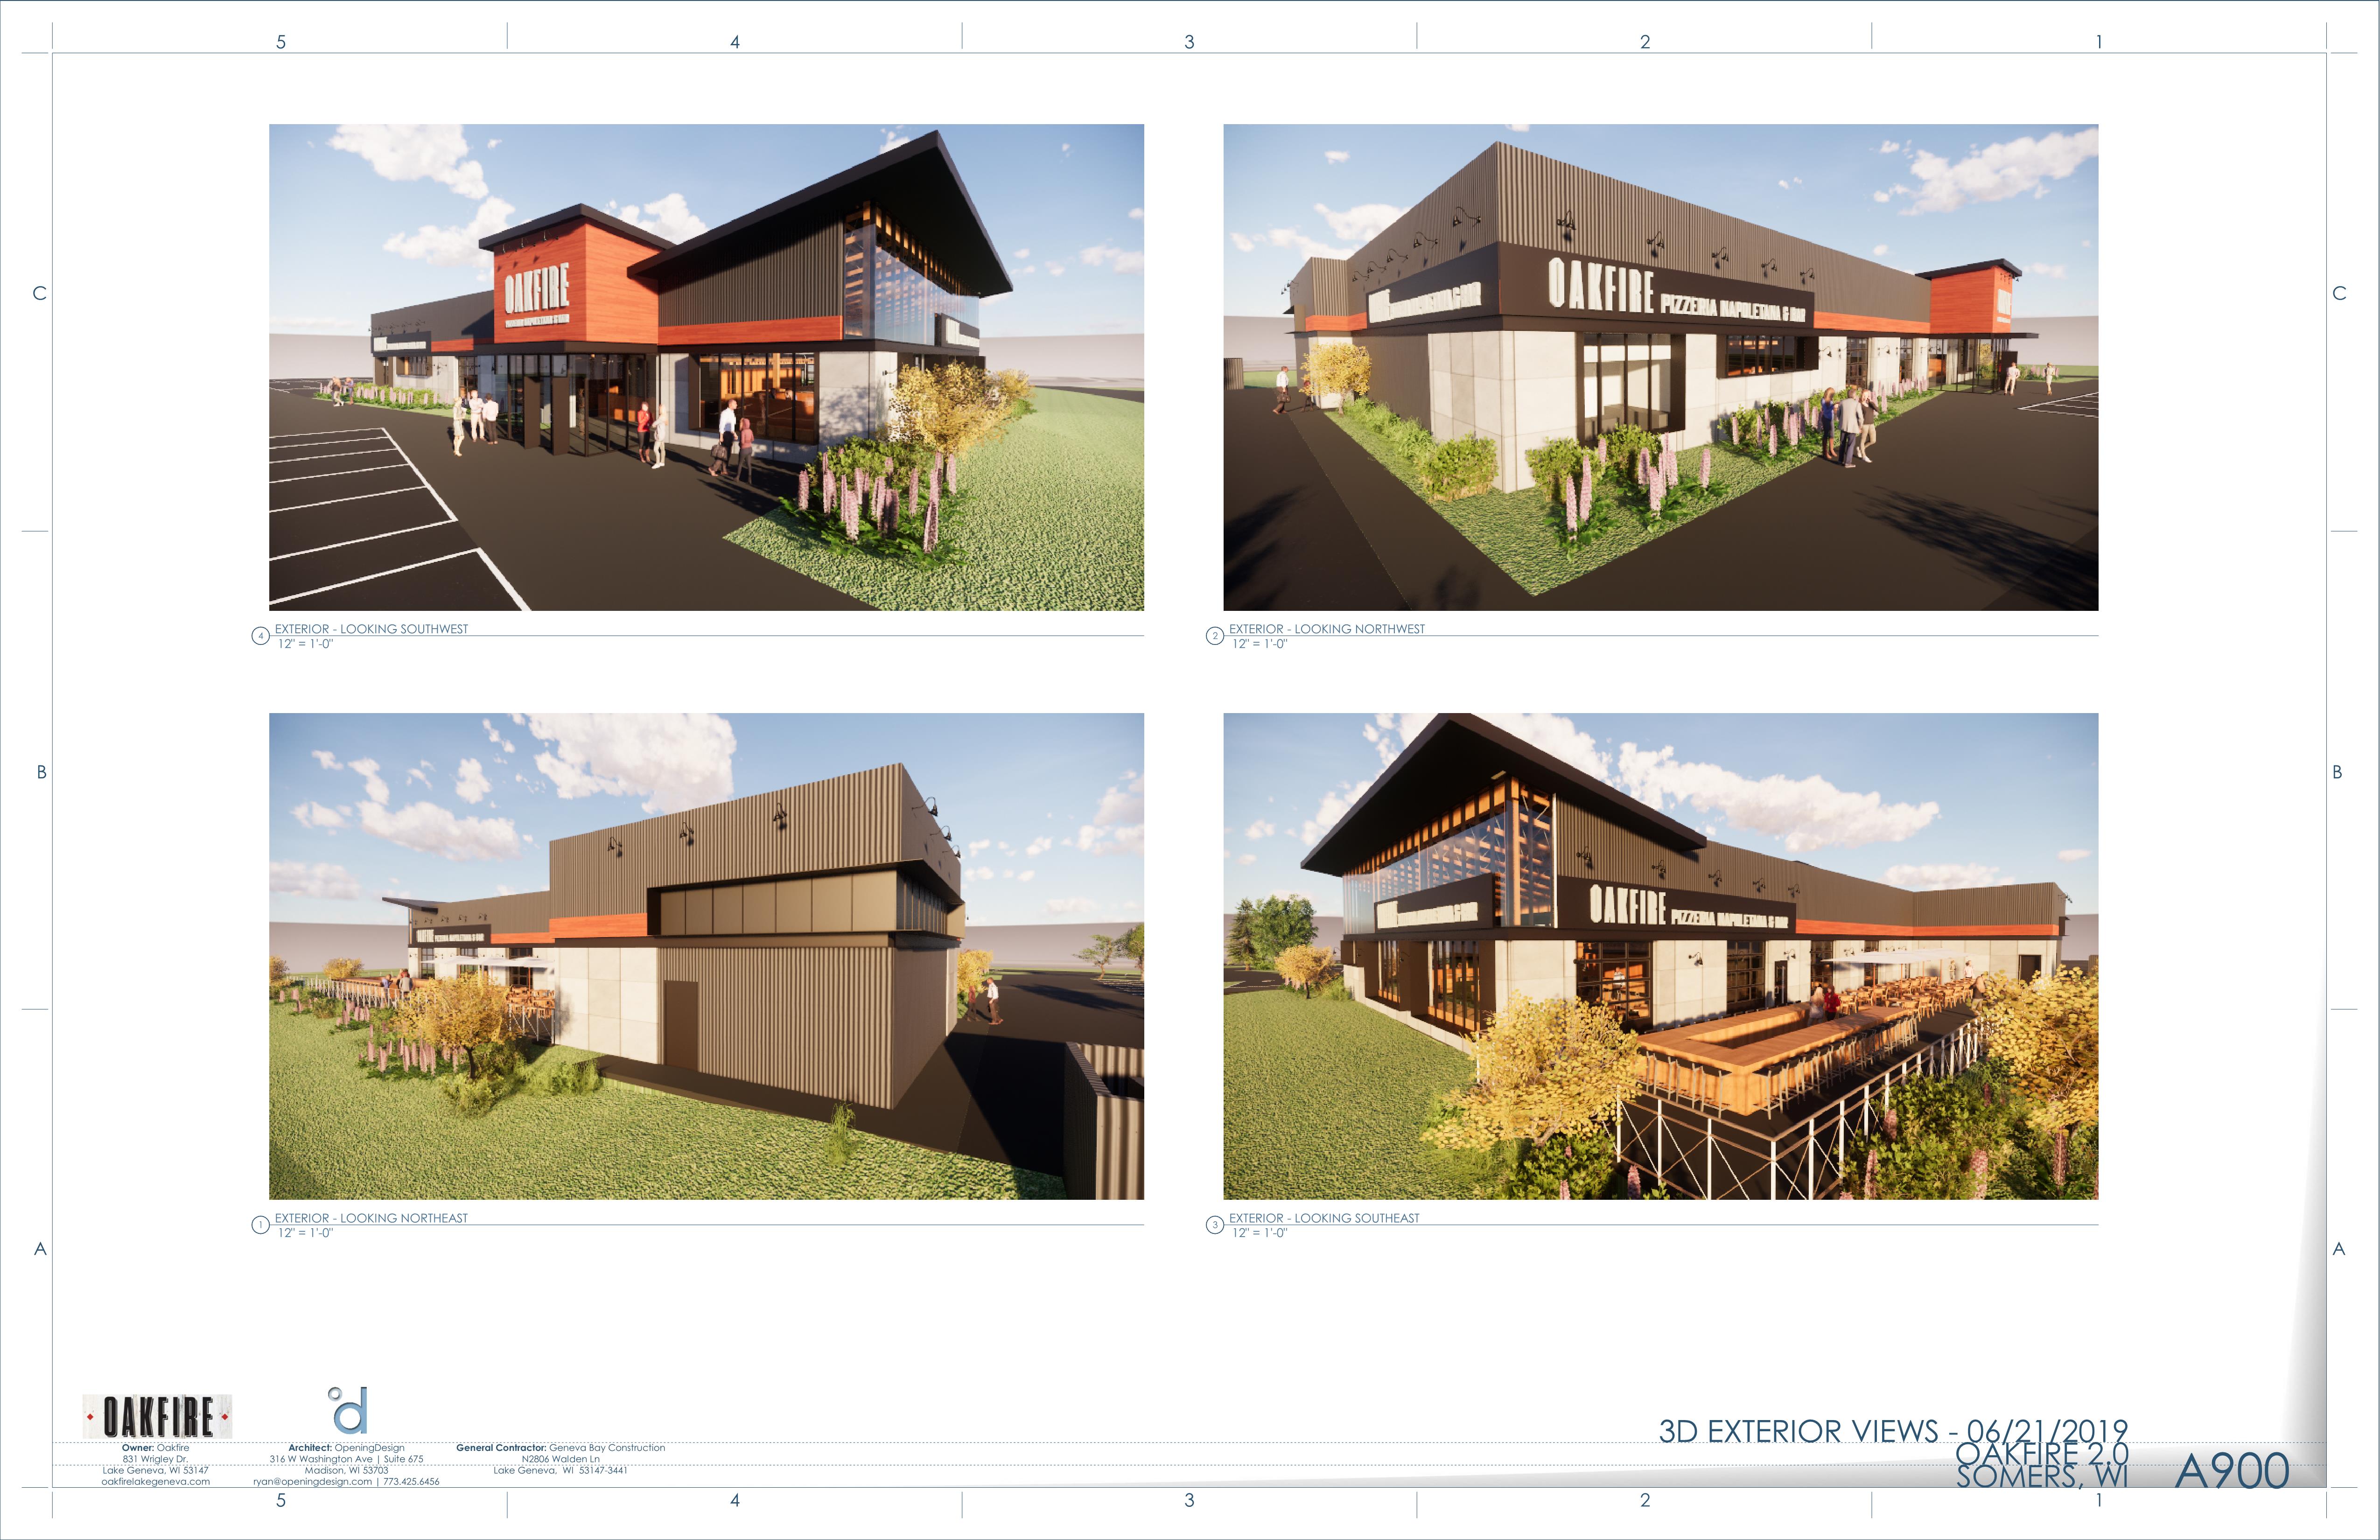 5 4 3 2 1
C C
OAKFIRE
OAKFIRE PIZZERIA NAPOLETANA & BAR
4 EXTERIOR - LOOKING SOUTHWEST
12" = 1'-0"
2 EXTERIOR - LOOKING NORTHWEST
12" = 1'-0"
B B
OAKFIRE PIZZERIA NAPOLETANA & BAR
1 EXTERIOR - LOOKING NORTHEAST
12" = 1'-0"
3 EXTERIOR - LOOKING SOUTHEAST
12" = 1'-0"
A A
OAKFIRE
d
Owner: Oakfire
831 Wrigley Dr.
Lake Geneva, WI 53147
oakfirelakegeneva.com
Architect: OpeningDesign
316 W Washington Ave | Suite 675
Madison, WI 53703
ryan@openingdesign.com | 773.425.6456
General Contractor: Geneva Bay Construction
N2806 Walden Ln
Lake Geneva, WI 53147-3441
3D EXTERIOR VIEWS - 06/21/2019
OAKFIRE 2.0
SOMERS, WI
A900
5 4 3 2 1